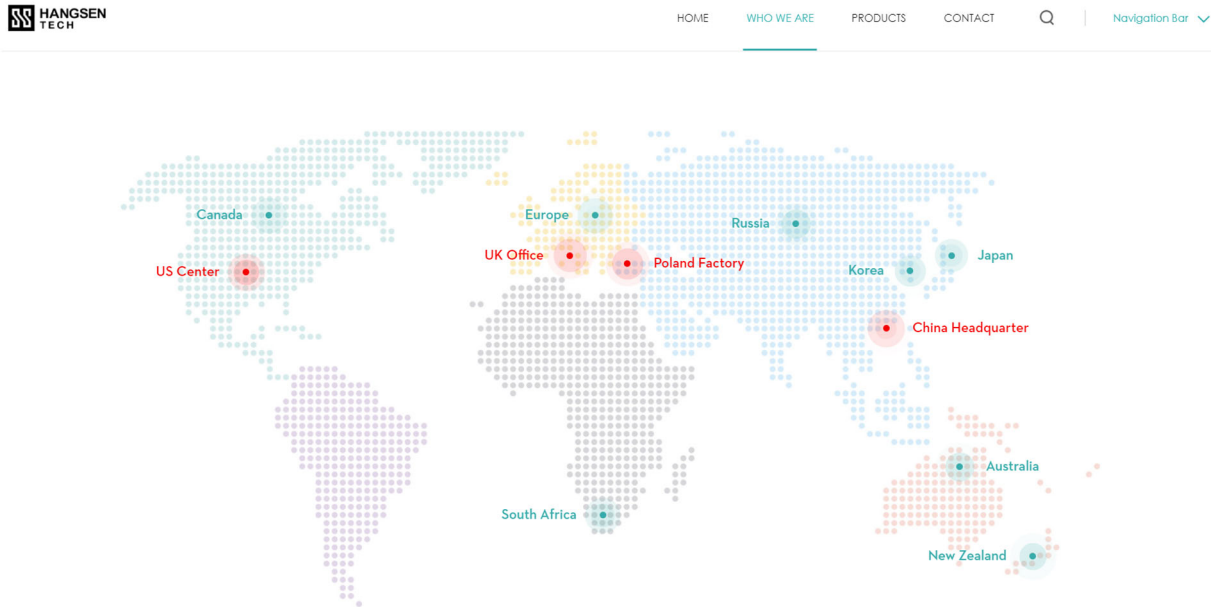 HANGSEN
TECH
HOME WHO WE ARE PRODUCTS CONTACT Navigation Bar
Canada
Europe
Russia
UK Office
Poland Factory
Japan
US Center
Korea
China Headquarter
Australia
South Africa
New Zealand